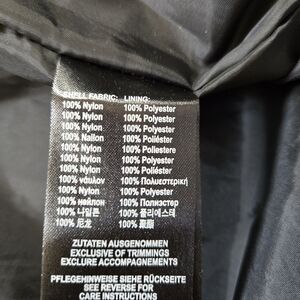 SHELL FABRIC: LINING:
100% Nylon 100% Polyester
100% Nylon 100% Polyester
100% Nylon 100% Polyester
100% Nailon 100% Poliéster
100% Nylon 100% Poliestere
100% Nylon 100% Polyester
100% Nylon 100% Poliéster
100% νάυλον 100% Πολυεστερική
100% Nylon 100% Polyester
100% нейлон 100% Полиэстер
100% 나일론 100% 폴리에스테
100% 尼龙 100% 聚酯
ZUTATEN AUSGENOMMEN
EXCLUSIVE OF TRIMMINGS
EXCLURE ACCOMPAGNEMENTS
PFLEGEHINWEISE SIEHE RÜCKSEITE
SEE REVERSE FOR
CARE INSTRUCTIONS